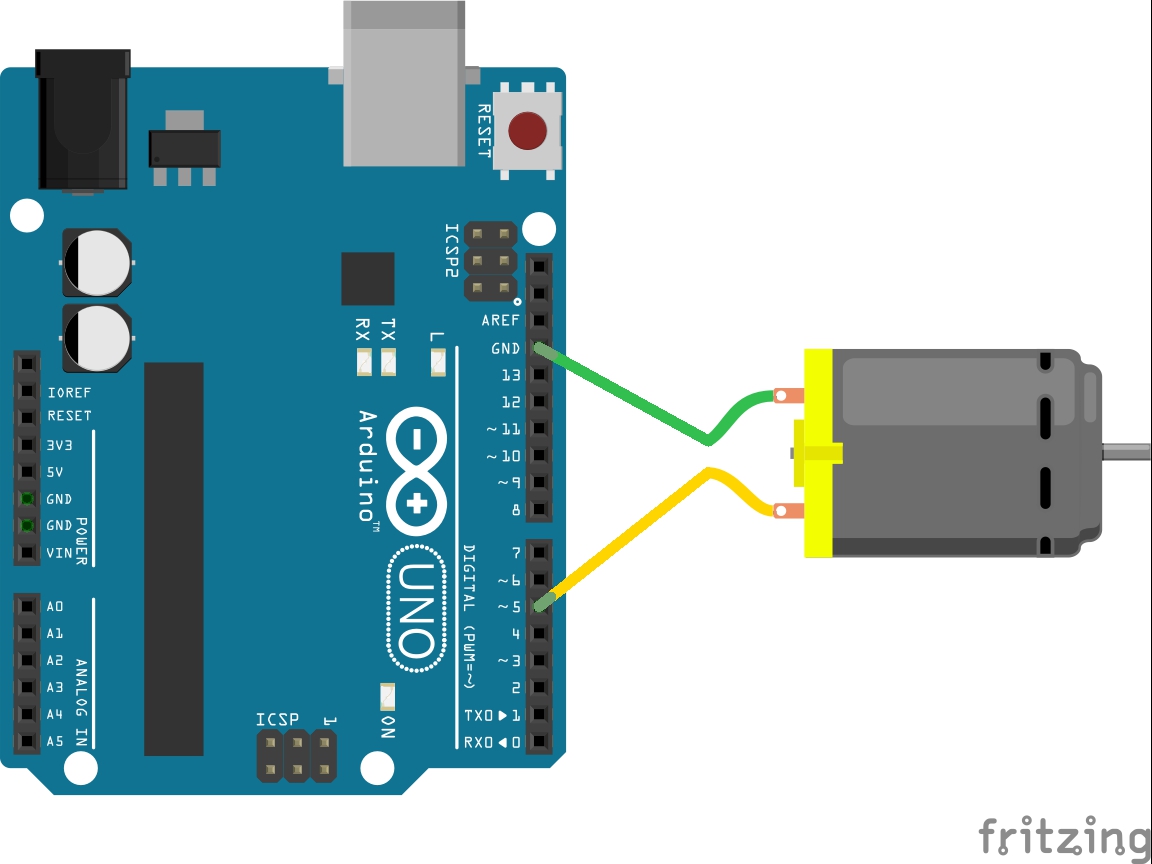 RESET
ICSP2
AREF
GND
13
12
~11
~10
~9
8
RX
TX
L
IOREF
RESET
3V3
5V
GND
GND
VIN
POWER
Arduino™
UNO
DIGITAL (PWM=~)
7
~6
~5
4
~3
2
TX0▶1
RX0◀0
A0
A1
A2
A3
A4
A5
ANALOG IN
ICSP
1
ON
fritzing